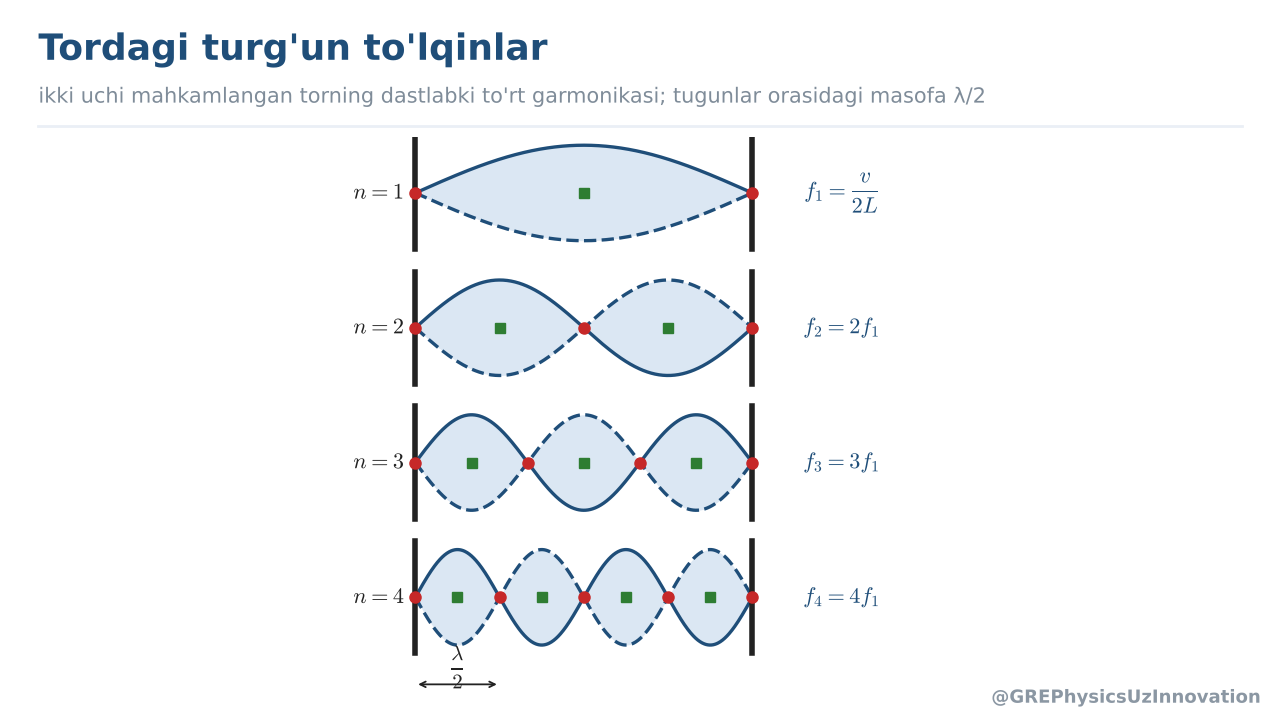 Tordagi turg'un to'lqinlar
ikki uchi mahkamlangan torning dastlabki to'rt garmonikasi; tugunlar orasidagi masofa λ/2
n = 1
f₁ = v/2L
n = 2
f₂ = 2f₁
n = 3
f₃ = 3f₁
n = 4
f₄ = 4f₁
λ/2
@GREPhysicsUzInnovation